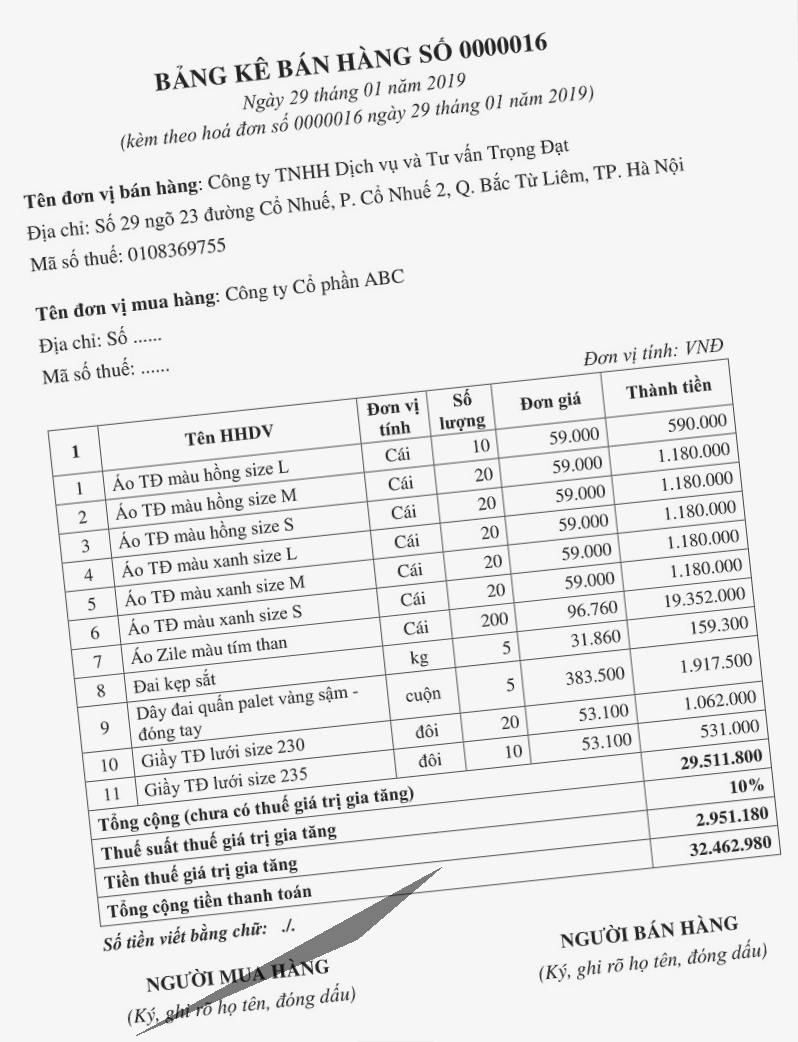 BẢNG KÊ BÁN HÀNG SỐ 0000016
Ngày 29 tháng 01 năm 2019
(kèm theo hoá đơn số 0000016 ngày 29 tháng 01 năm 2019)
Tên đơn vị bán hàng: Công ty TNHH Dịch vụ và Tư vấn Trọng Đạt
Địa chỉ: Số 29 ngõ 23 đường Cổ Nhuế, P. Cổ Nhuế 2, Q. Bắc Từ Liêm, TP. Hà Nội
Mã số thuế: 0108369755
Tên đơn vị mua hàng: Công ty Cổ phần ABC
Địa chỉ: Số ......
Mã số thuế: ......
Đơn vị tính: VNĐ
1 Tên HHDV Đơn vị tính Số lượng Đơn giá Thành tiền
1 Áo TĐ màu hồng size L Cái 10 59.000 590.000
2 Áo TĐ màu hồng size M Cái 20 59.000 1.180.000
3 Áo TĐ màu hồng size S Cái 20 59.000 1.180.000
4 Áo TĐ màu xanh size L Cái 20 59.000 1.180.000
5 Áo TĐ màu xanh size M Cái 20 59.000 1.180.000
6 Áo TĐ màu xanh size S Cái 20 59.000 1.180.000
7 Áo Zile màu tím than Cái 200 96.760 19.352.000
8 Đai kẹp sắt kg 5 31.860 159.300
9 Dây đai quấn palet vàng sậm - đóng tay cuộn 5 383.500 1.917.500
10 Giầy TĐ lưới size 230 đôi 20 53.100 1.062.000
11 Giầy TĐ lưới size 235 đôi 10 53.100 531.000
Tổng cộng (chưa có thuế giá trị gia tăng) 29.511.800
Thuế suất thuế giá trị gia tăng 10%
Tiền thuế giá trị gia tăng 2.951.180
Tổng cộng tiền thanh toán 32.462.980
Số tiền viết bằng chữ: ./.
NGƯỜI MUA HÀNG
(Ký, ghi rõ họ tên, đóng dấu)
NGƯỜI BÁN HÀNG
(Ký, ghi rõ họ tên, đóng dấu)